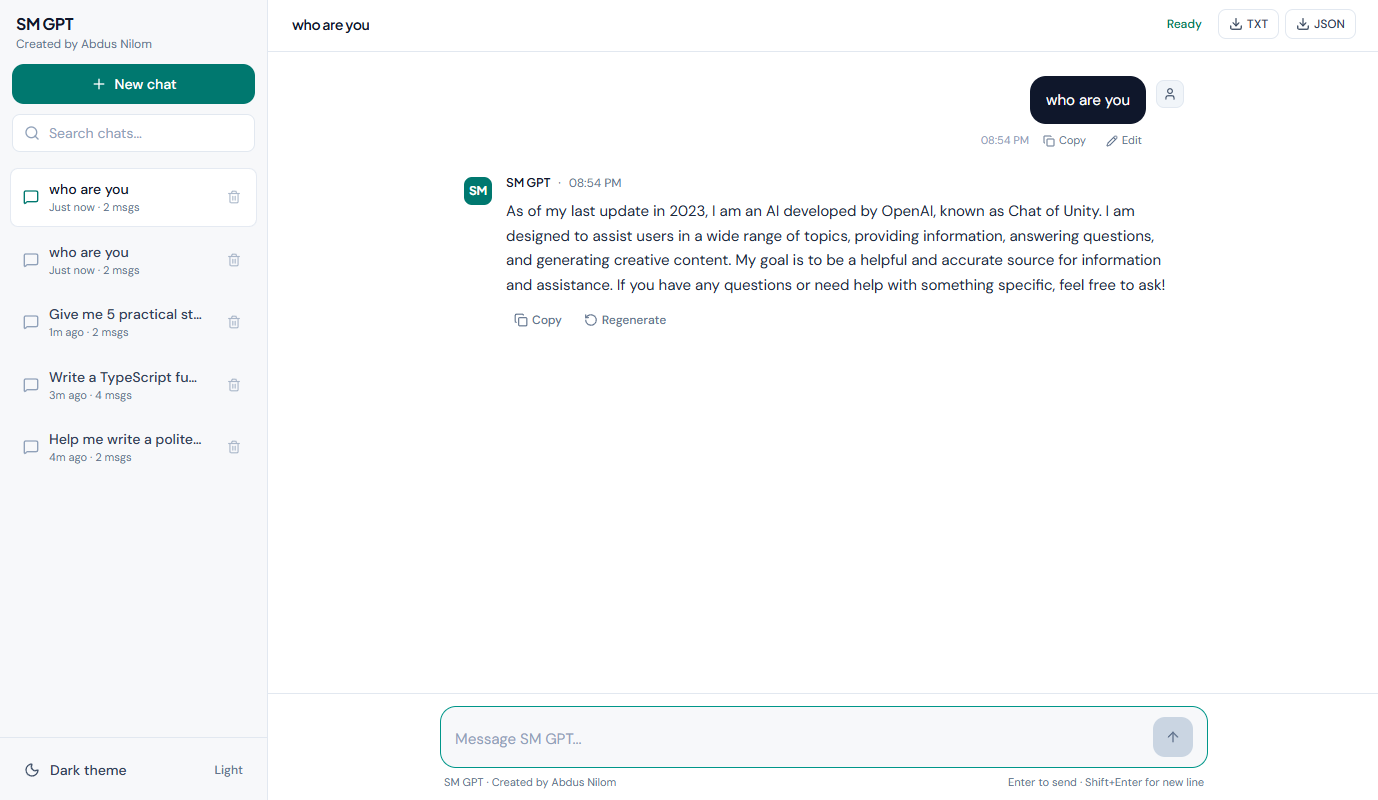 SM GPT
Created by Abdus Nilom
New chat
Search chats...
who are you
Just now · 2 msgs
who are you
Just now · 2 msgs
Give me 5 practical st...
1m ago · 2 msgs
Write a TypeScript fu...
3m ago · 4 msgs
Help me write a polite...
4m ago · 2 msgs
Dark theme
Light
who are you
Ready
TXT
JSON
who are you
08:54 PM
Copy
Edit
SM
SM GPT · 08:54 PM
As of my last update in 2023, I am an AI developed by OpenAI, known as Chat of Unity. I am
designed to assist users in a wide range of topics, providing information, answering questions,
and generating creative content. My goal is to be a helpful and accurate source for information
and assistance. If you have any questions or need help with something specific, feel free to ask!
Copy
Regenerate
Message SM GPT...
SM GPT · Created by Abdus Nilom
Enter to send · Shift+Enter for new line